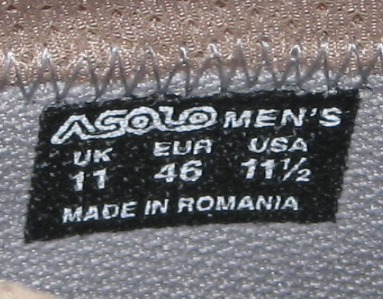 ASOLO MEN'S
UK EUR USA
11 46 11½
MADE IN ROMANIA